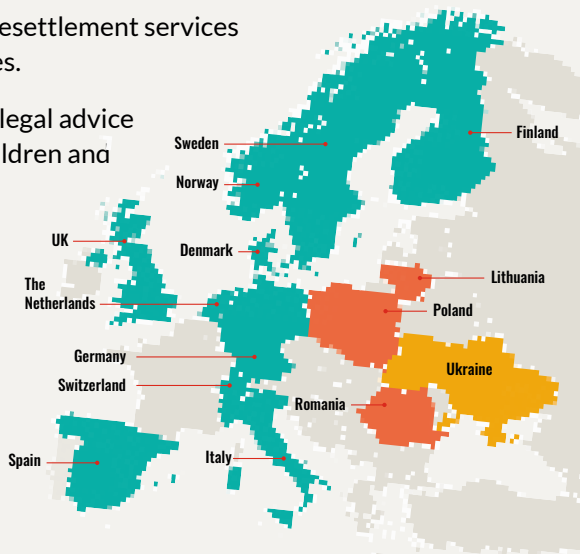 esettlement services
es.
legal advice
ldren and
Sweden
Finland
Norway
UK
Denmark
The
Netherlands
Lithuania
Poland
Germany
Ukraine
Switzerland
Romania
Spain
Italy